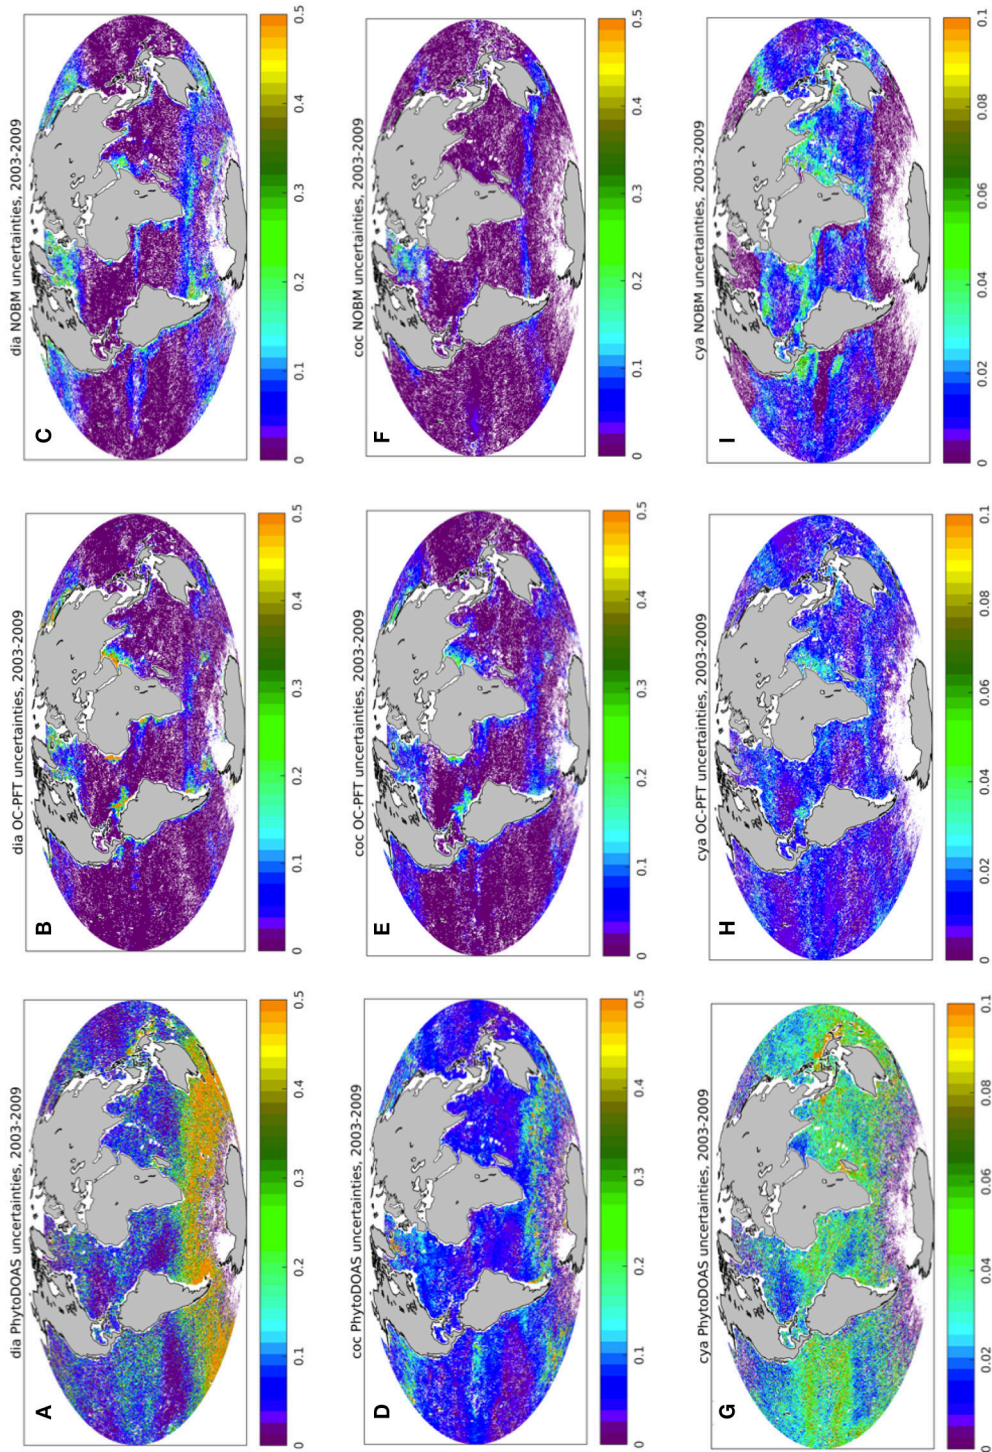 A
dia PhytoDOAS uncertainties, 2003-2009
0 0.1 0.2 0.3 0.4 0.5
B
dia OC-PFT uncertainties, 2003-2009
0 0.1 0.2 0.3 0.4 0.5
C
dia NOBM uncertainties, 2003-2009
0 0.1 0.2 0.3 0.4 0.5
D
coc PhytoDOAS uncertainties, 2003-2009
0 0.1 0.2 0.3 0.4 0.5
E
coc OC-PFT uncertainties, 2003-2009
0 0.1 0.2 0.3 0.4 0.5
F
coc NOBM uncertainties, 2003-2009
0 0.1 0.2 0.3 0.4 0.5
G
cya PhytoDOAS uncertainties, 2003-2009
0 0.02 0.04 0.06 0.08 0.1
H
cya OC-PFT uncertainties, 2003-2009
0 0.02 0.04 0.06 0.08 0.1
I
cya NOBM uncertainties, 2003-2009
0 0.02 0.04 0.06 0.08 0.1